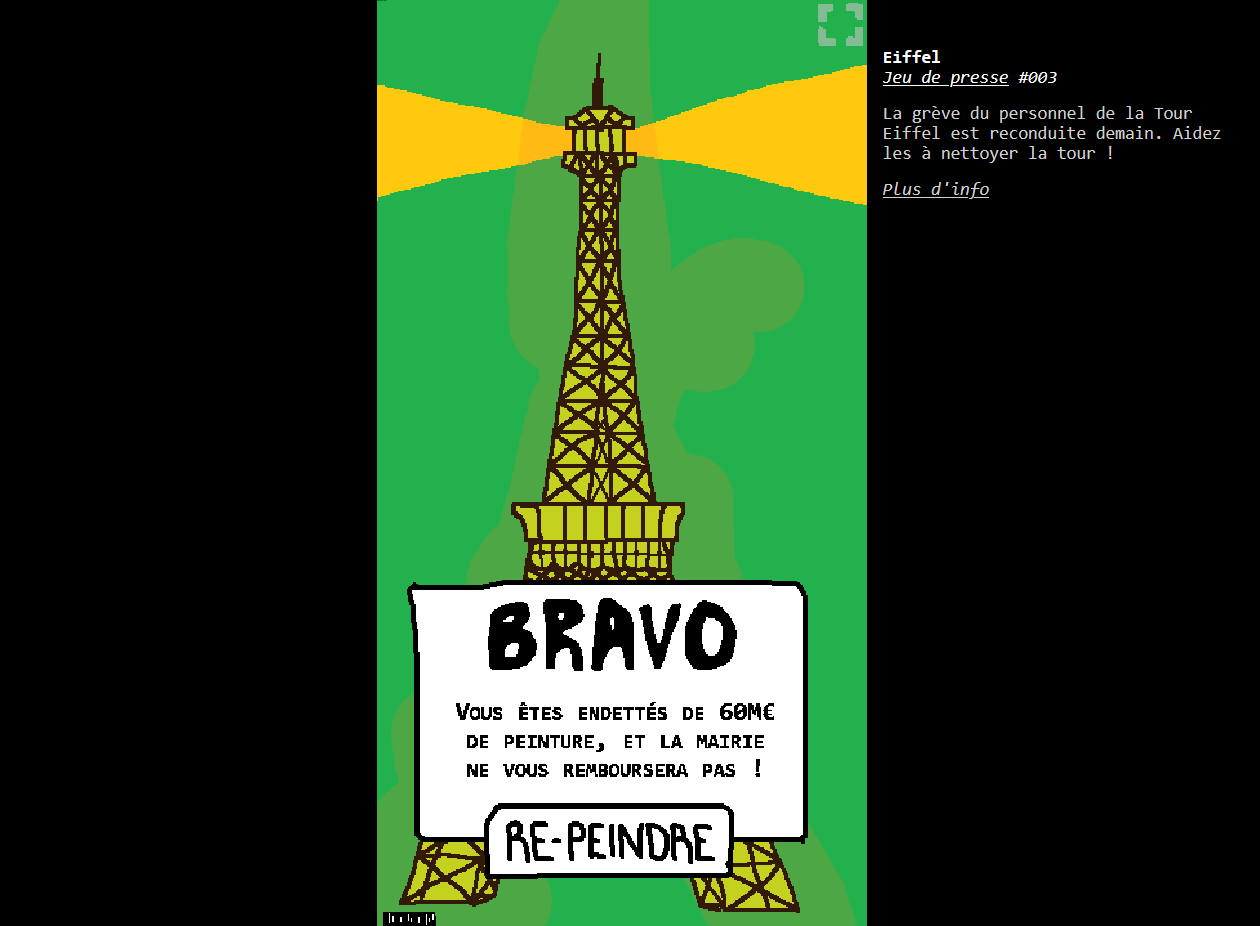 Eiffel
Jeu de presse #003
La grève du personnel de la Tour
Eiffel est reconduite demain. Aidez
les à nettoyer la tour !
Plus d'info
BRAVO
Vous êtes endettés de 60M€
de peinture, et la mairie
ne vous remboursera pas !
RE-PEINDRE